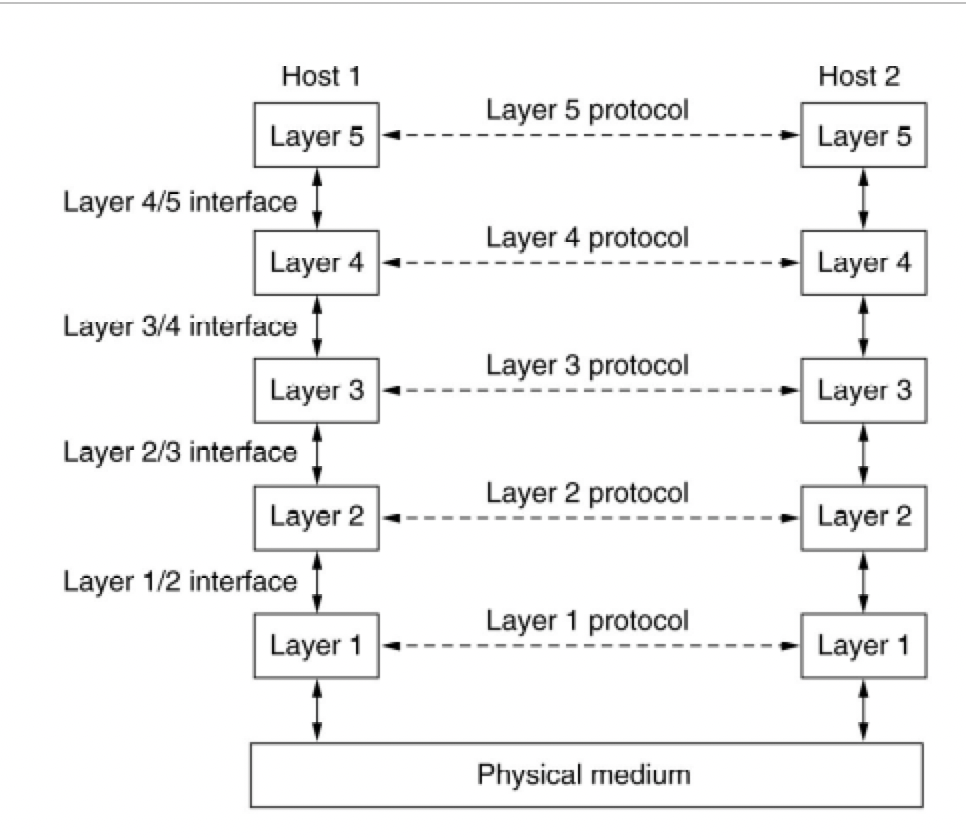 Host 1
Host 2
Layer 5 protocol
Layer 5
Layer 5
Layer 4/5 interface
Layer 4 protocol
Layer 4
Layer 4
Layer 3/4 interface
Layer 3 protocol
Layer 3
Layer 3
Layer 2/3 interface
Layer 2 protocol
Layer 2
Layer 2
Layer 1/2 interface
Layer 1 protocol
Layer 1
Layer 1
Physical medium